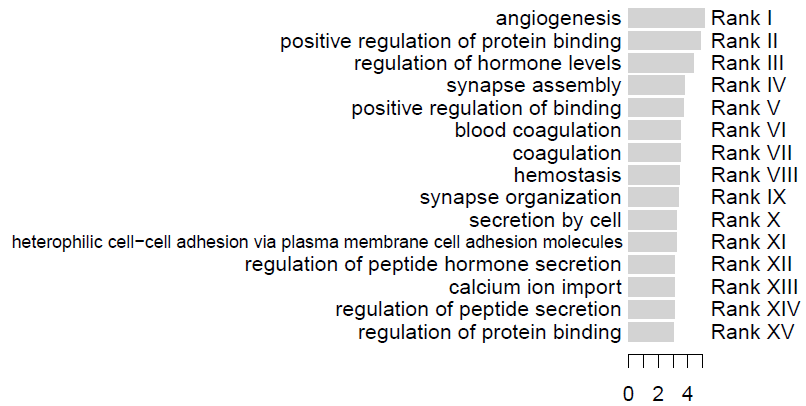 angiogenesis Rank I
positive regulation of protein binding Rank II
regulation of hormone levels Rank III
synapse assembly Rank IV
positive regulation of binding Rank V
blood coagulation Rank VI
coagulation Rank VII
hemostasis Rank VIII
synapse organization Rank IX
secretion by cell Rank X
heterophilic cell−cell adhesion via plasma membrane cell adhesion molecules Rank XI
regulation of peptide hormone secretion Rank XII
calcium ion import Rank XIII
regulation of peptide secretion Rank XIV
regulation of protein binding Rank XV
0 2 4